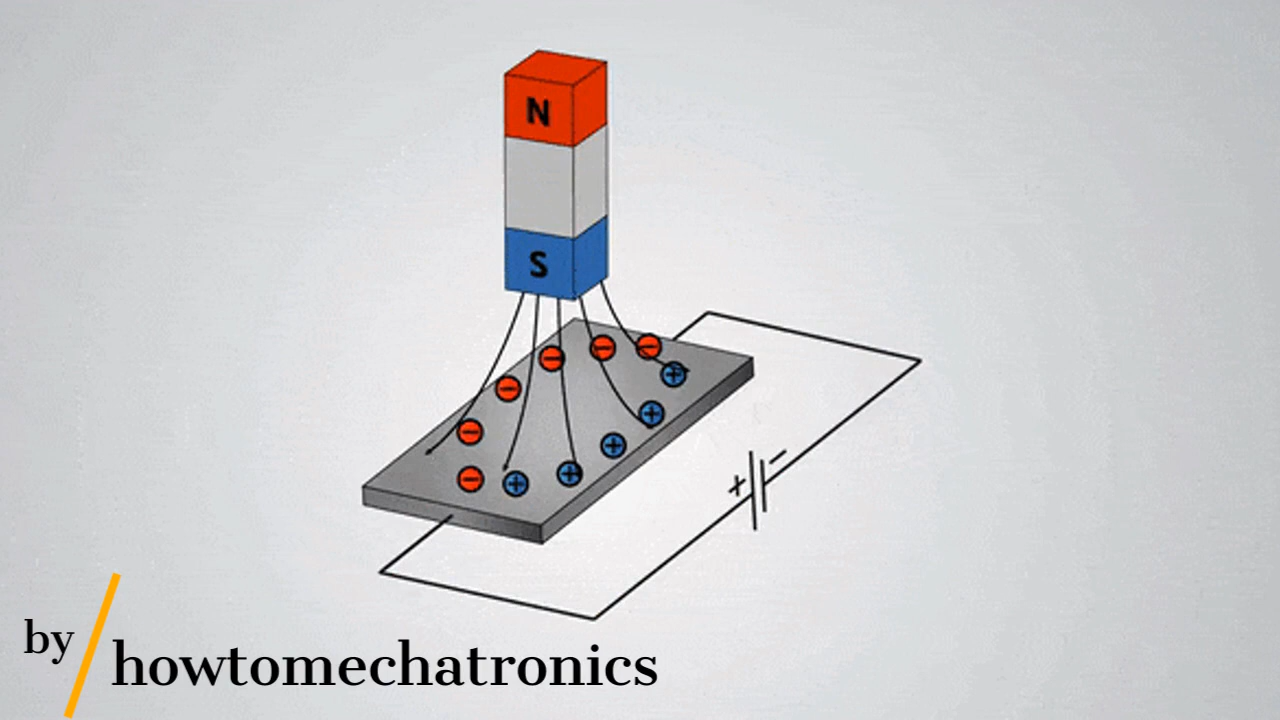 N
S
+ −
− − − − − −
+ + + + +
by
howtomechatronics